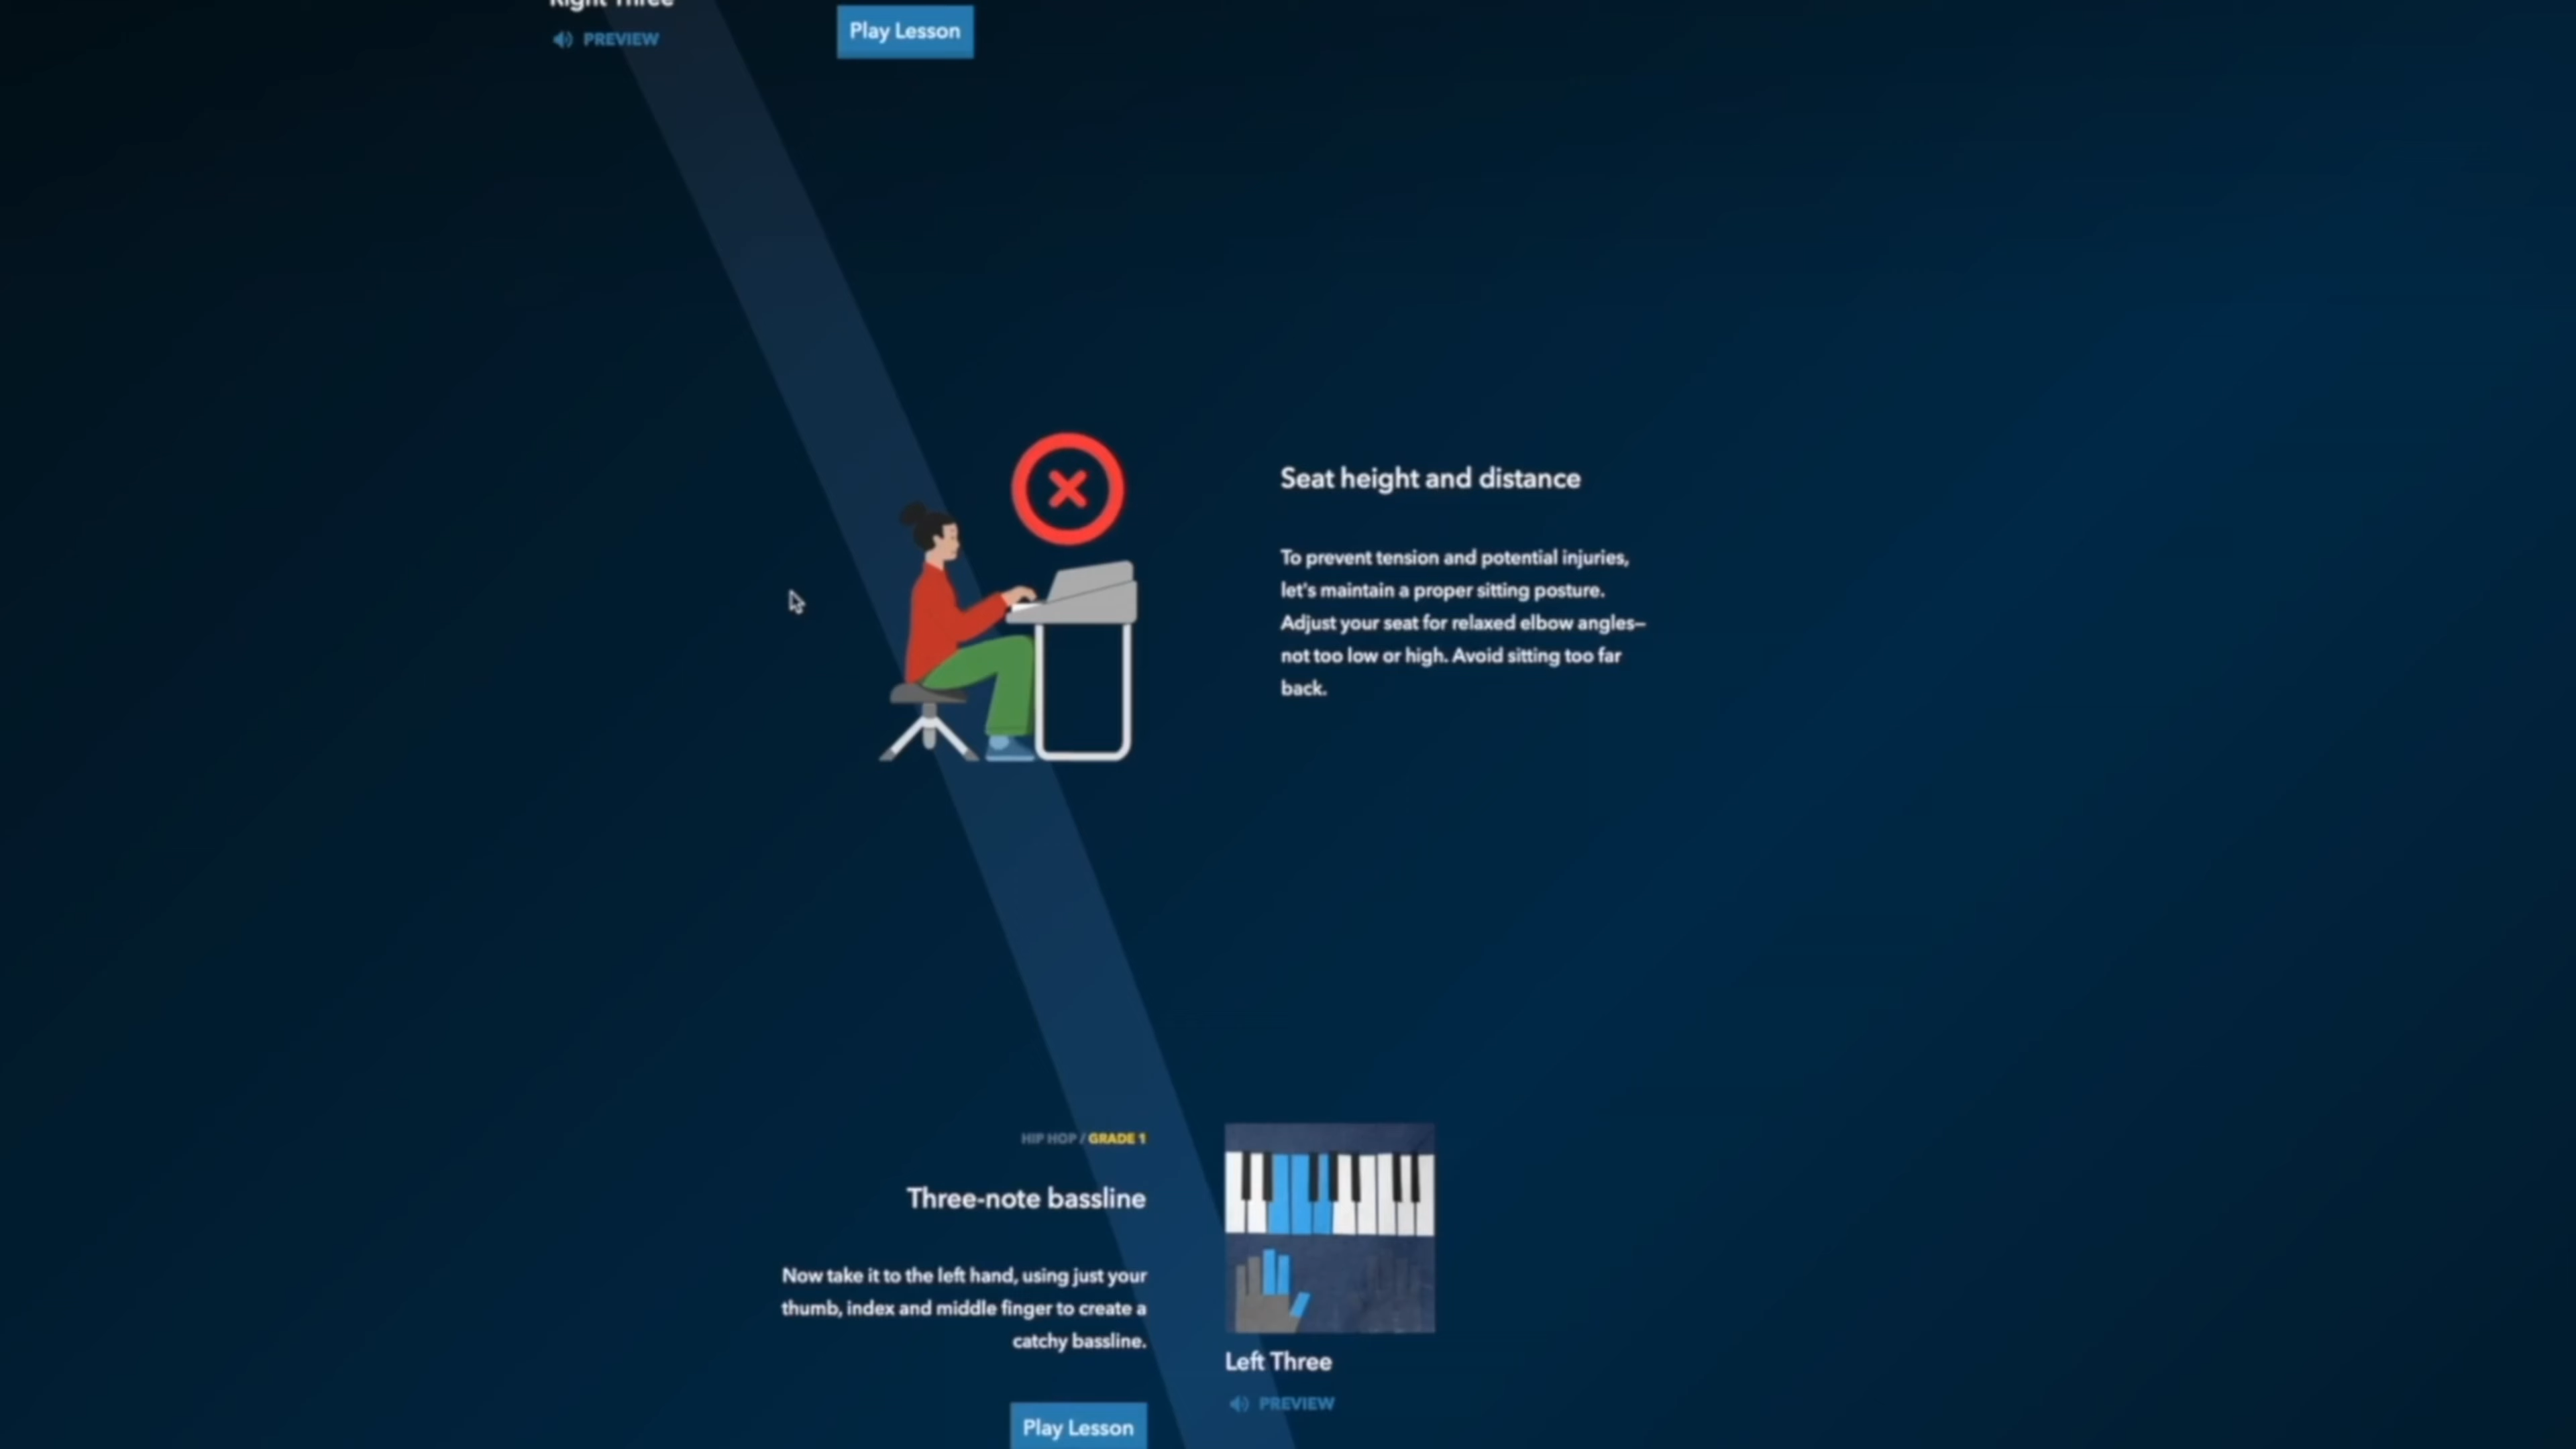 Right Three
PREVIEW
Play Lesson
Seat height and distance
To prevent tension and potential injuries,
let's maintain a proper sitting posture.
Adjust your seat for relaxed elbow angles—
not too low or high. Avoid sitting too far
back.
HIP HOP / GRADE 1
Three-note bassline
Now take it to the left hand, using just your
thumb, index and middle finger to create a
catchy bassline.
Play Lesson
Left Three
PREVIEW